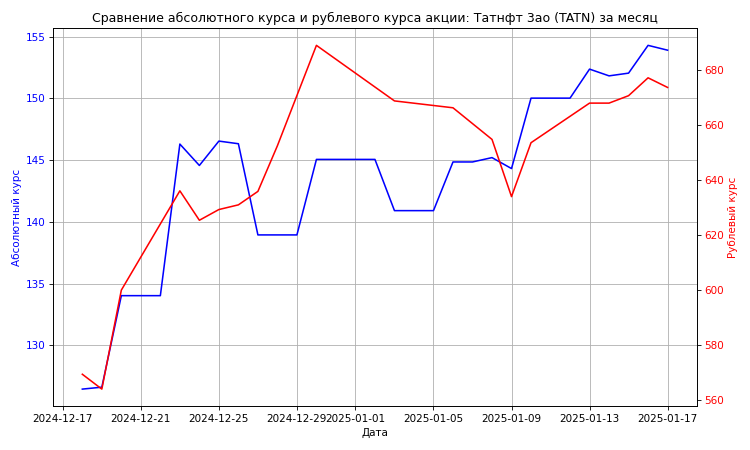 Сравнение абсолютного курса и рублевого курса акции: Татнфт 3ао (TATN) за месяц
155
150
145
140
135
130
Абсолютный курс
680
660
640
620
600
580
560
Рублевый курс
2024-12-17 2024-12-21 2024-12-25 2024-12-29 2025-01-01 2025-01-05 2025-01-09 2025-01-13 2025-01-17
Дата